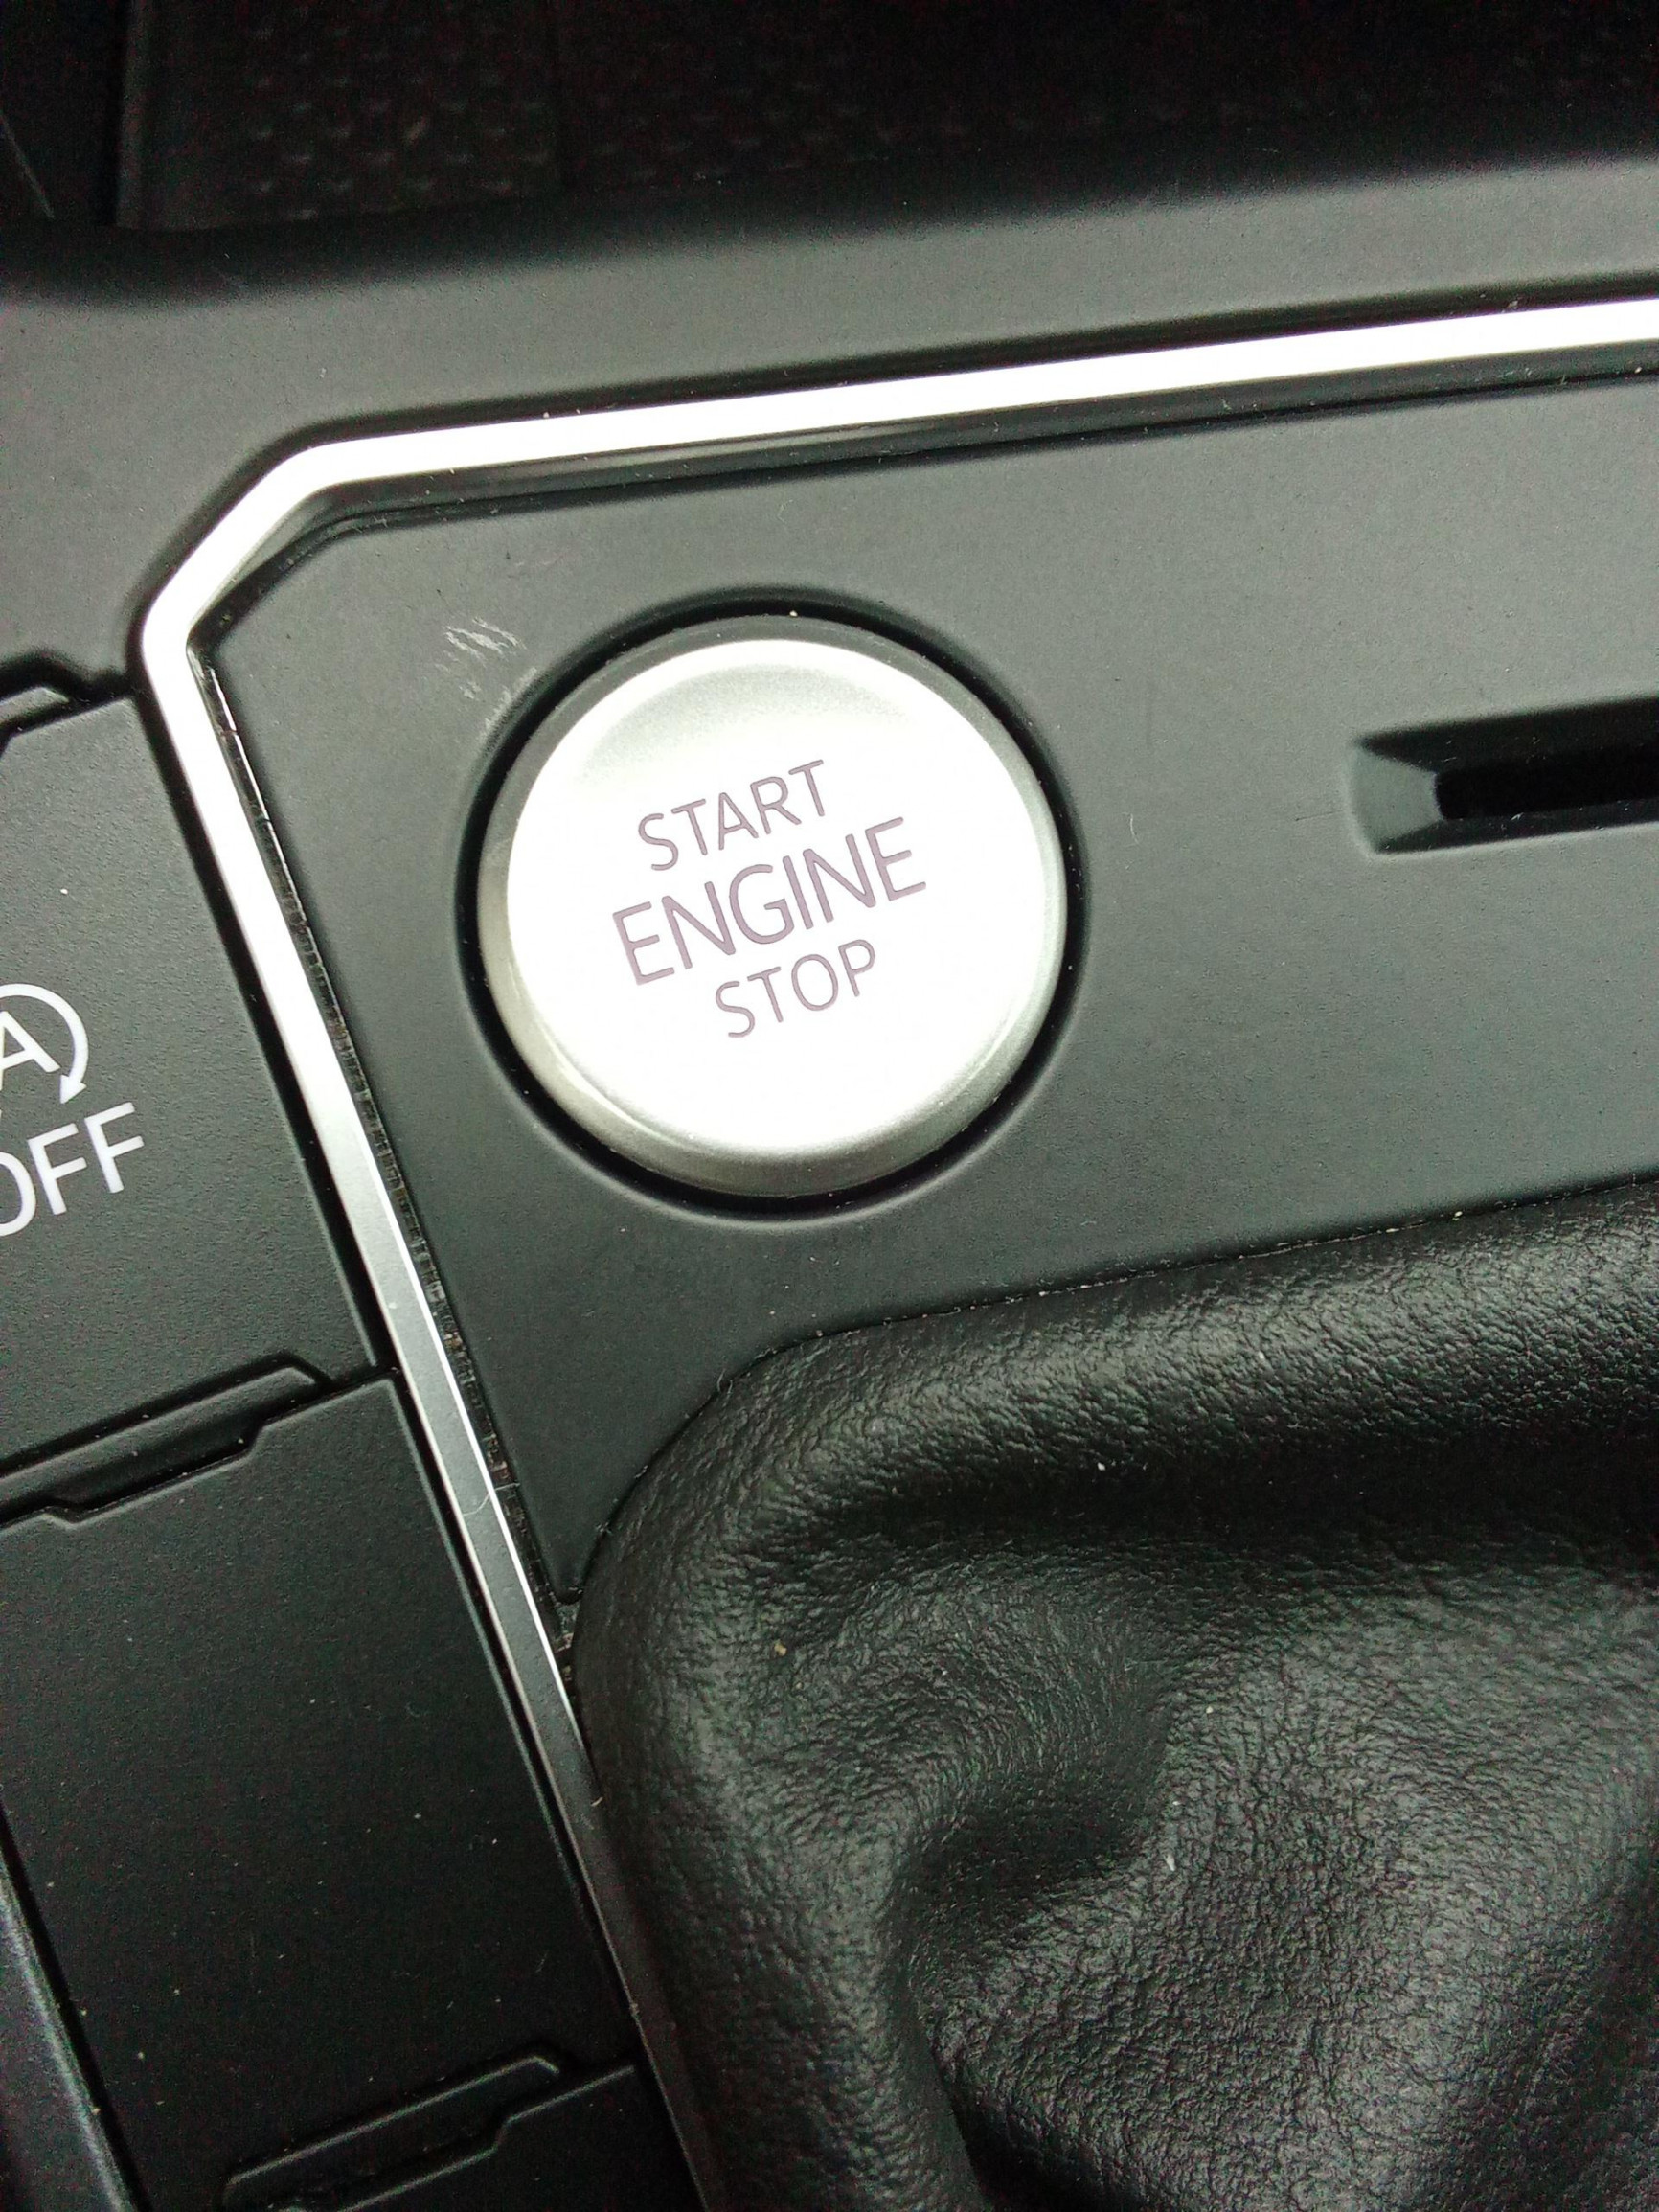 START
ENGINE
STOP
A
OFF